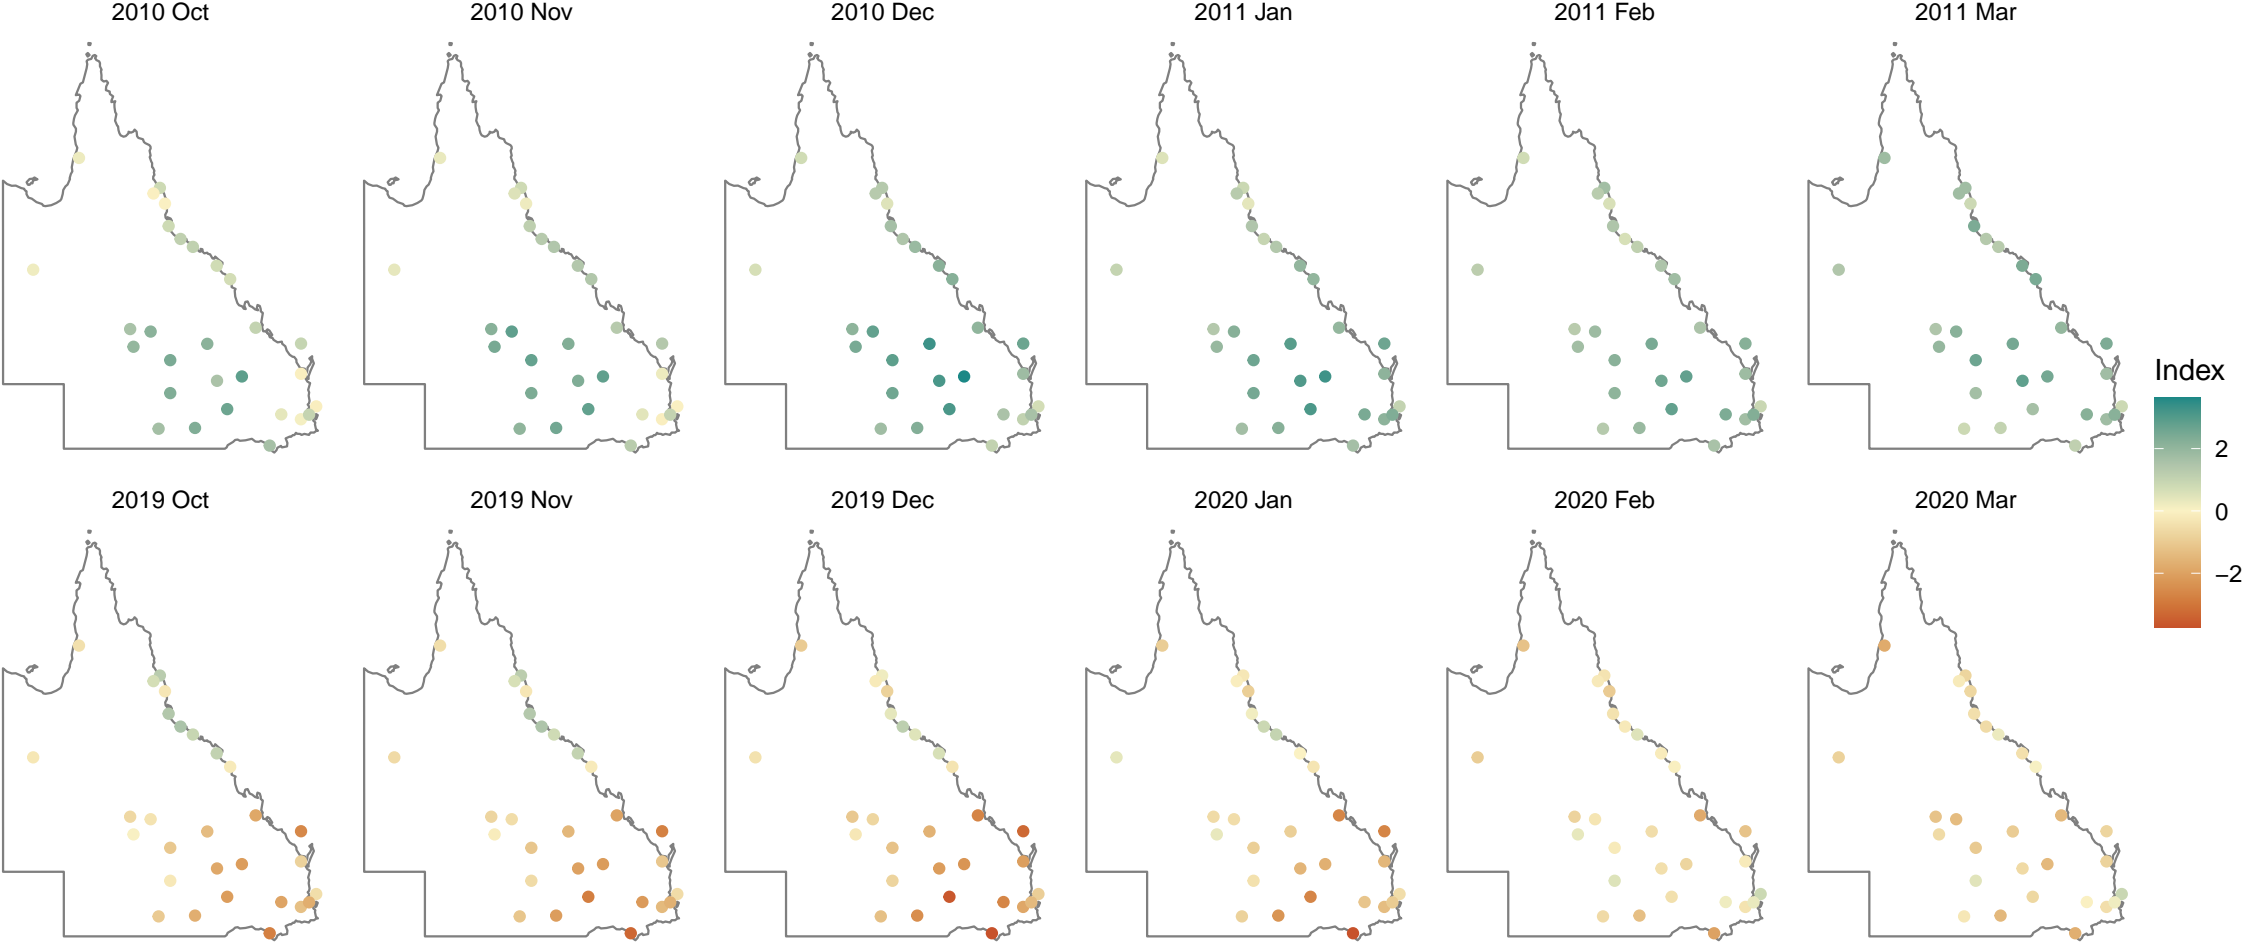 2010 Oct
2010 Nov
2010 Dec
2011 Jan
2011 Feb
2011 Mar
2019 Oct
2019 Nov
2019 Dec
2020 Jan
2020 Feb
2020 Mar
Index
2
0
−2